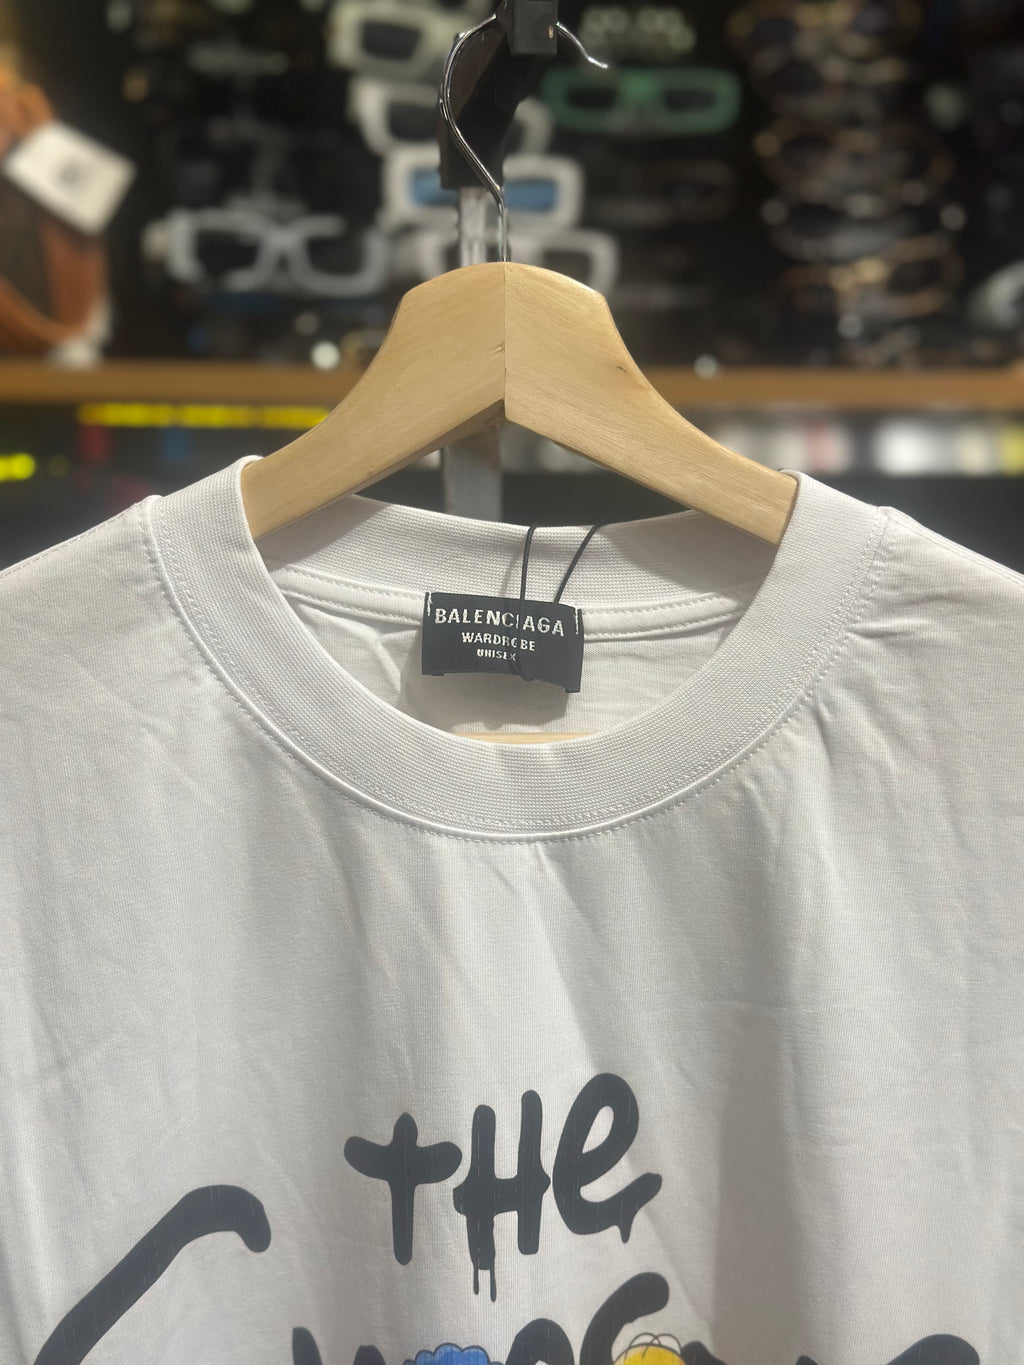 BALENCIAGA
WARDROBE
UNISEX
THe